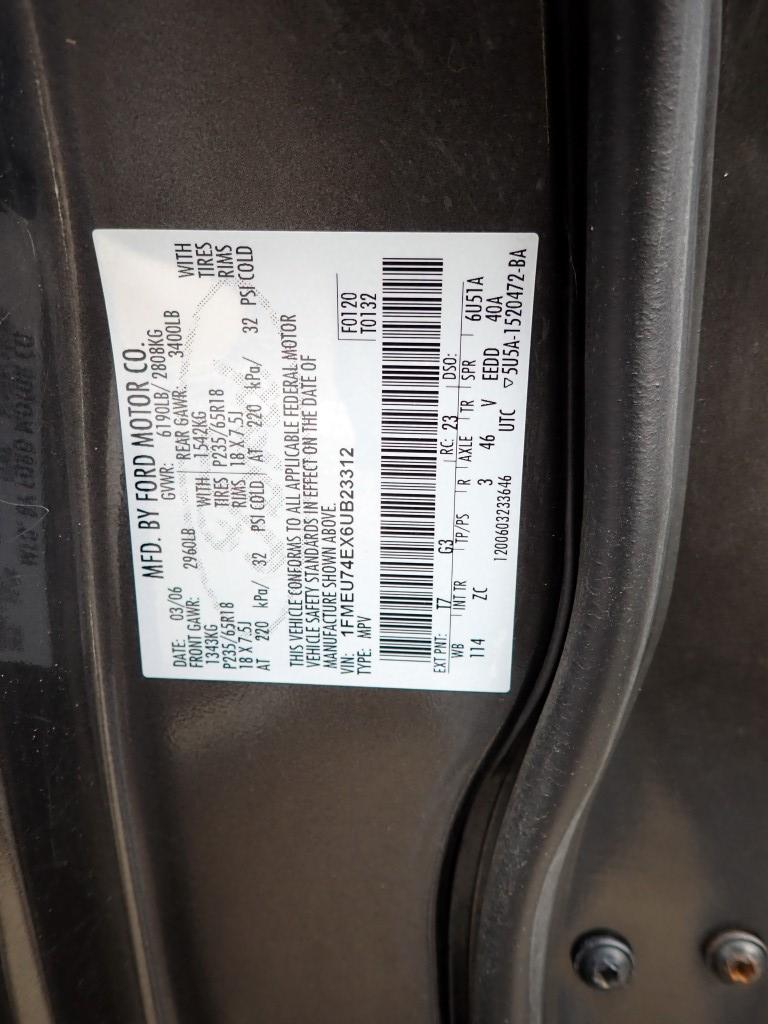 MFD. BY FORD MOTOR CO.
DATE: 03/06 GVWR: 6190LB/ 2808KG
FRONT GAWR: 2960LB REAR GAWR: 3400LB
1343KG WITH 1542KG WITH
P235/65R18 TIRES P235/65R18 TIRES
18 X 7.5J RIMS 18 X 7.5J RIMS
AT 220 kPa/ 32 PSI COLD AT 220 kPa/ 32 PSI COLD
THIS VEHICLE CONFORMS TO ALL APPLICABLE FEDERAL MOTOR
VEHICLE SAFETY STANDARDS IN EFFECT ON THE DATE OF
MANUFACTURE SHOWN ABOVE.
VIN: 1FMEU74EX6UB23312 F0120
TYPE: MPV T0132
EXT PNT: T7 G3 RC: 23 DSO:
WB INT TR TP/PS R AXLE TR SPR 6U51A
114 ZC 3 46 V EEDD 40A
1200603233646 UTC ▽5U5A-1520472-BA